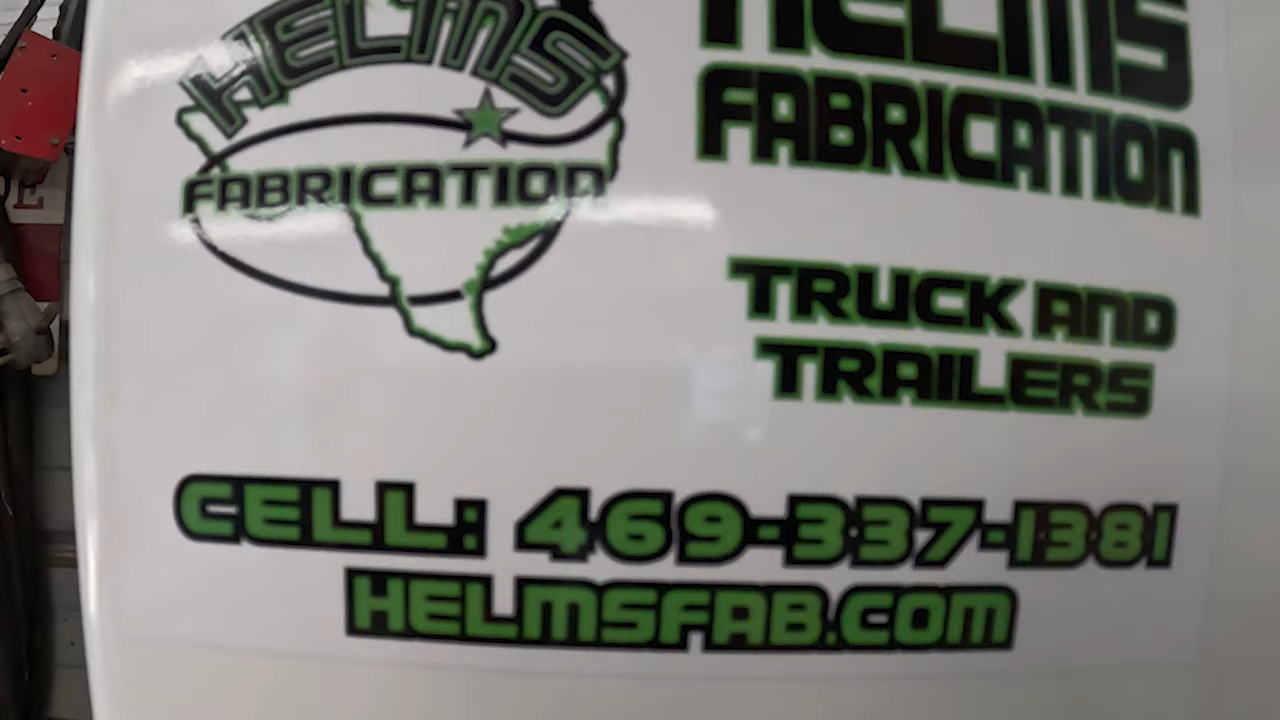 HELMS
FABRICATION
HELMS
FABRICATION
TRUCK AND
TRAILERS
CELL: 469-337-1381
HELMSFAB.COM